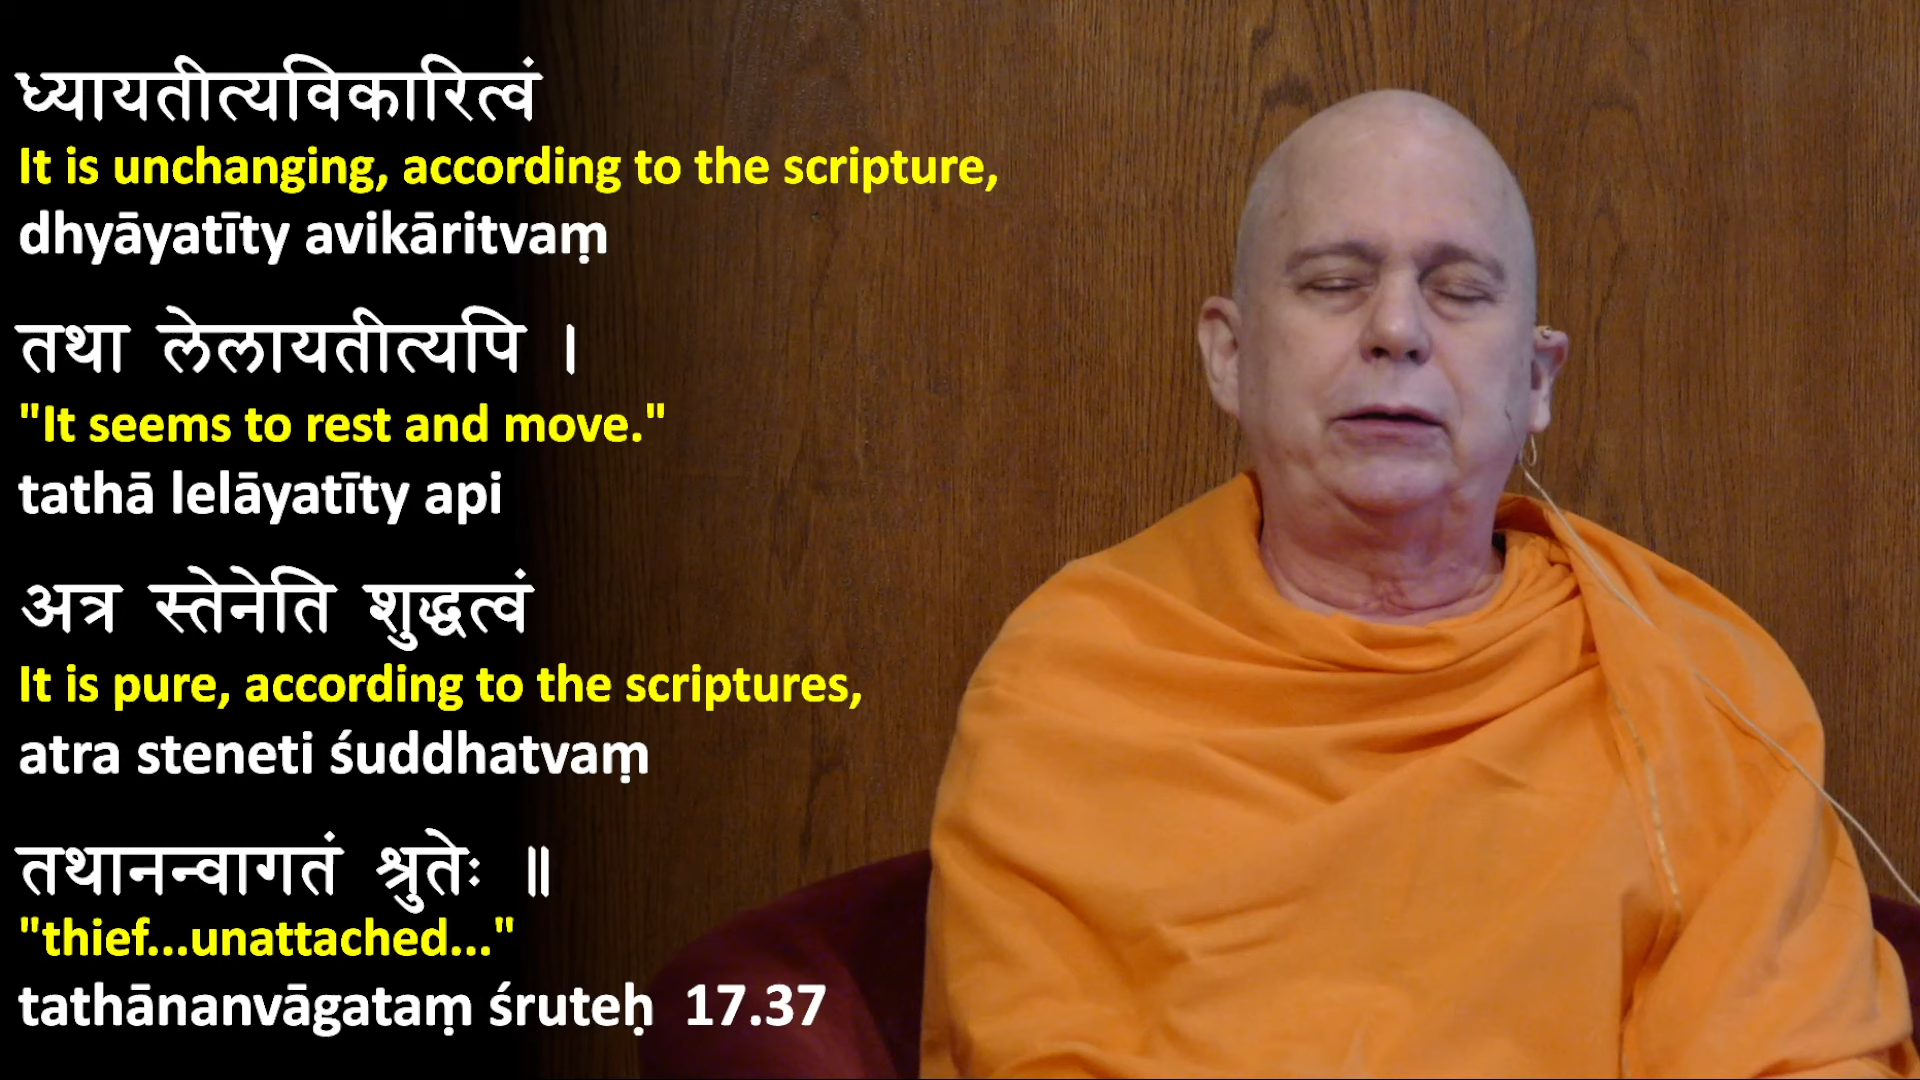 ध्यायतीत्यविकारित्वं
It is unchanging, according to the scripture,
dhyāyatīty avikāritvaṃ
तथा लेलायतीत्यपि ।
"It seems to rest and move."
tathā lelāyatīty api
अत्र स्तेनेति शुद्धत्वं
It is pure, according to the scriptures,
atra steneti śuddhatvaṃ
तथानन्वागतं श्रुतेः ॥
"thief...unattached..."
tathānanvāgataṃ śruteḥ 17.37